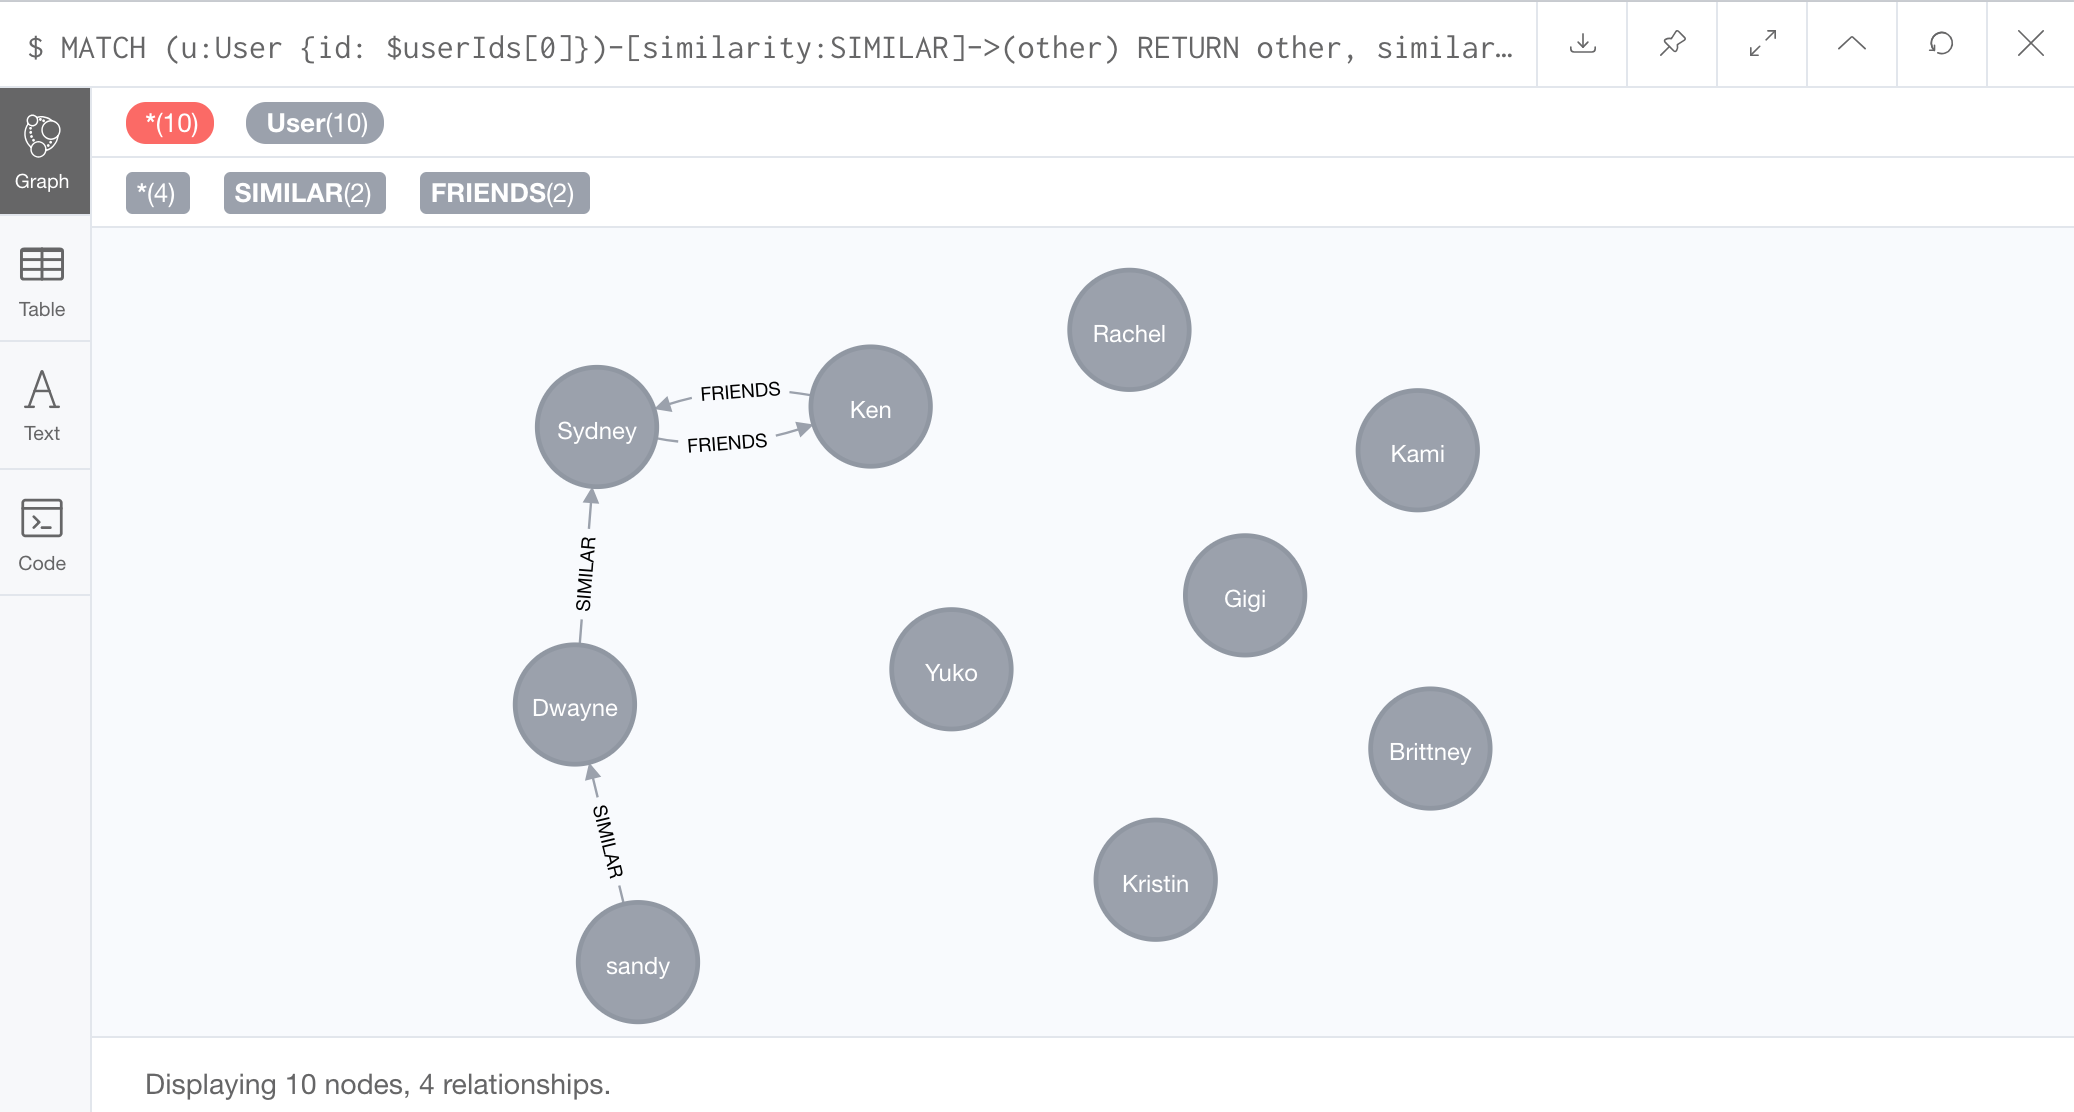 $ MATCH (u:User {id: $userIds[0]})-[similarity:SIMILAR]->(other) RETURN other, similar…
Graph
*(10) User(10)
*(4) SIMILAR(2) FRIENDS(2)
Table
Text
Code
Rachel
FRIENDS
Ken
Sydney
FRIENDS
Kami
SIMILAR
Gigi
Yuko
Dwayne
Brittney
SIMILAR
Kristin
sandy
Displaying 10 nodes, 4 relationships.